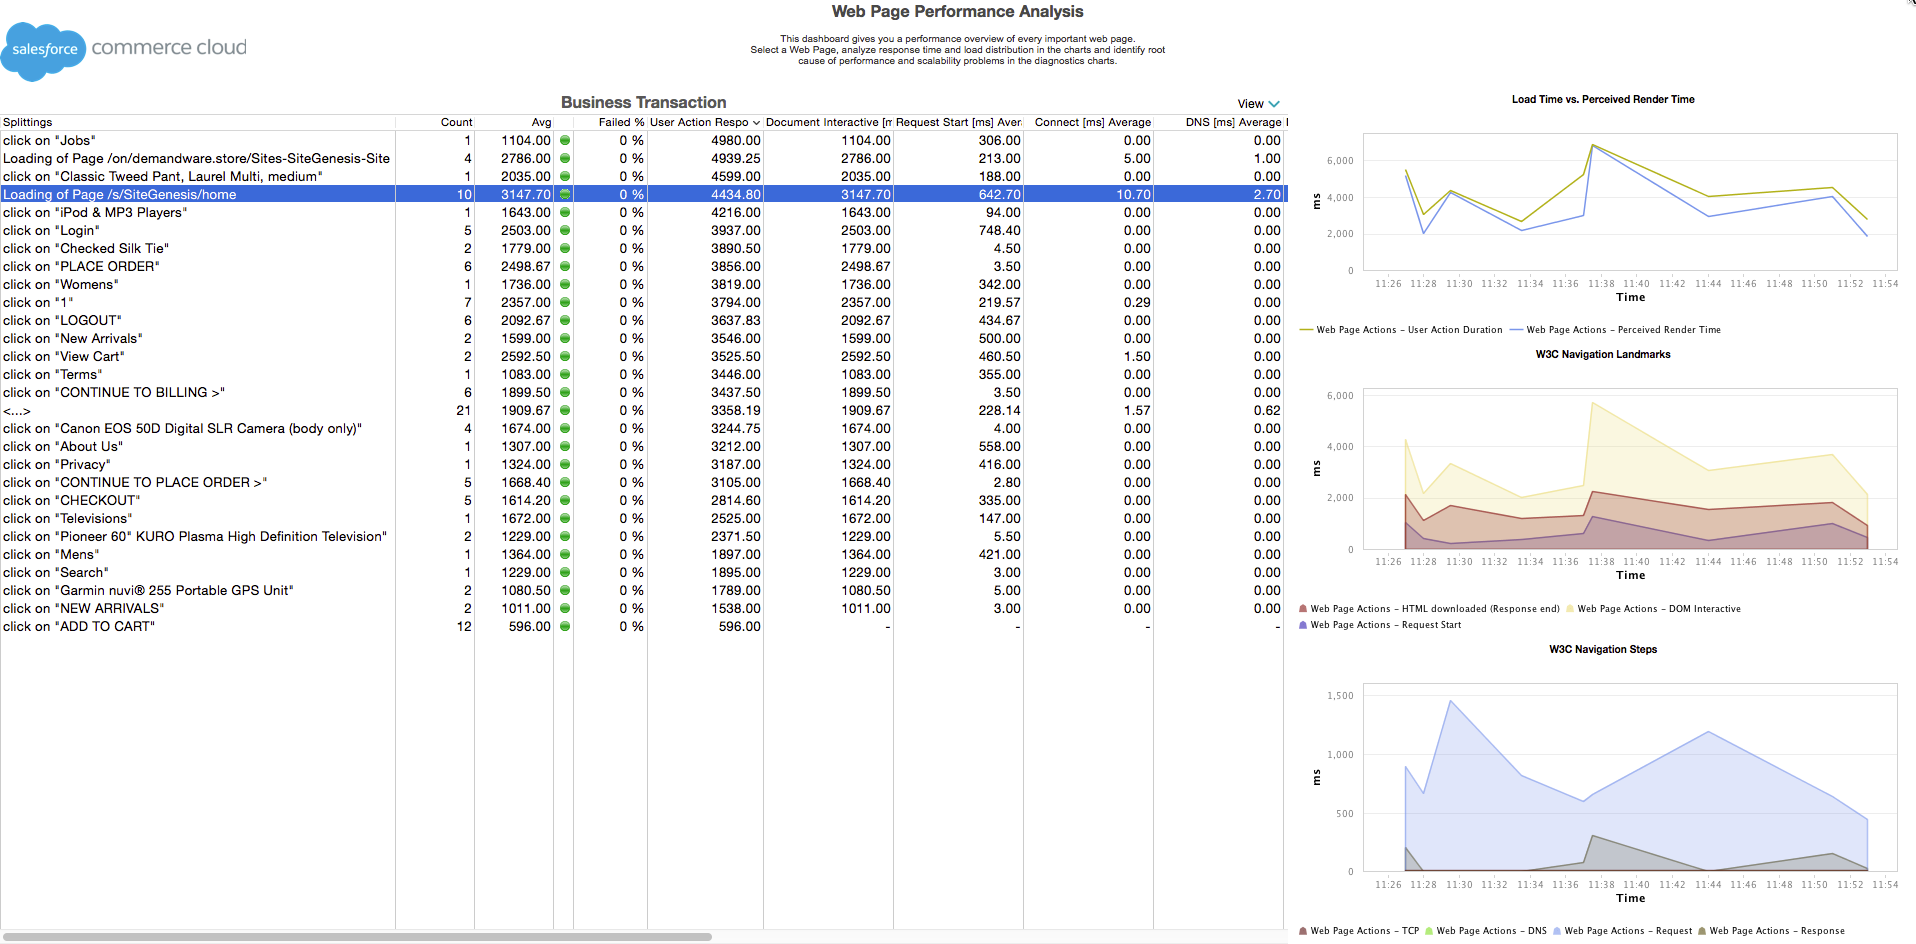 Web Page Performance Analysis
salesforce commerce cloud
This dashboard gives you a performance overview of every important web page.
Select a Web Page, analyze response time and load distribution in the charts and identify root
cause of performance and scalability problems in the diagnostics charts.
Business Transaction
View
Splittings Count Avg Failed % User Action Respo Document Interactive [m Request Start [ms] Aver Connect [ms] Average DNS [ms] Average
click on "Jobs" 1 1104.00 0 % 4980.00 1104.00 306.00 0.00 0.00
Loading of Page /on/demandware.store/Sites-SiteGenesis-Site 4 2786.00 0 % 4939.25 2786.00 213.00 5.00 1.00
click on "Classic Tweed Pant, Laurel Multi, medium" 1 2035.00 0 % 4599.00 2035.00 188.00 0.00 0.00
Loading of Page /s/SiteGenesis/home 10 3147.70 0 % 4434.80 3147.70 642.70 10.70 2.70
click on "iPod & MP3 Players" 1 1643.00 0 % 4216.00 1643.00 94.00 0.00 0.00
click on "Login" 5 2503.00 0 % 3937.00 2503.00 748.40 0.00 0.00
click on "Checked Silk Tie" 2 1779.00 0 % 3890.50 1779.00 4.50 0.00 0.00
click on "PLACE ORDER" 6 2498.67 0 % 3856.00 2498.67 3.50 0.00 0.00
click on "Womens" 1 1736.00 0 % 3819.00 1736.00 342.00 0.00 0.00
click on "1" 7 2357.00 0 % 3794.00 2357.00 219.57 0.29 0.00
click on "LOGOUT" 6 2092.67 0 % 3637.83 2092.67 434.67 0.00 0.00
click on "New Arrivals" 2 1599.00 0 % 3546.00 1599.00 500.00 0.00 0.00
click on "View Cart" 2 2592.50 0 % 3525.50 2592.50 460.50 1.50 0.00
click on "Terms" 1 1083.00 0 % 3446.00 1083.00 355.00 0.00 0.00
click on "CONTINUE TO BILLING >" 6 1899.50 0 % 3437.50 1899.50 3.50 0.00 0.00
<...> 21 1909.67 0 % 3358.19 1909.67 228.14 1.57 0.62
click on "Canon EOS 50D Digital SLR Camera (body only)" 4 1674.00 0 % 3244.75 1674.00 4.00 0.00 0.00
click on "About Us" 1 1307.00 0 % 3212.00 1307.00 558.00 0.00 0.00
click on "Privacy" 1 1324.00 0 % 3187.00 1324.00 416.00 0.00 0.00
click on "CONTINUE TO PLACE ORDER >" 5 1668.40 0 % 3105.00 1668.40 2.80 0.00 0.00
click on "CHECKOUT" 5 1614.20 0 % 2814.60 1614.20 335.00 0.00 0.00
click on "Televisions" 1 1672.00 0 % 2525.00 1672.00 147.00 0.00 0.00
click on "Pioneer 60" KURO Plasma High Definition Television" 2 1229.00 0 % 2371.50 1229.00 5.50 0.00 0.00
click on "Mens" 1 1364.00 0 % 1897.00 1364.00 421.00 0.00 0.00
click on "Search" 1 1229.00 0 % 1895.00 1229.00 3.00 0.00 0.00
click on "Garmin nuvi® 255 Portable GPS Unit" 2 1080.50 0 % 1789.00 1080.50 5.00 0.00 0.00
click on "NEW ARRIVALS" 2 1011.00 0 % 1538.00 1011.00 3.00 0.00 0.00
click on "ADD TO CART" 12 596.00 0 % 596.00 - - - -
Load Time vs. Perceived Render Time
6,000
4,000
2,000
0
ms
11:26 11:28 11:30 11:32 11:34 11:36 11:38 11:40 11:42 11:44 11:46 11:48 11:50 11:52 11:54
Time
Web Page Actions - User Action Duration Web Page Actions - Perceived Render Time
W3C Navigation Landmarks
6,000
4,000
2,000
0
ms
11:26 11:28 11:30 11:32 11:34 11:36 11:38 11:40 11:42 11:44 11:46 11:48 11:50 11:52 11:54
Time
Web Page Actions - HTML downloaded (Response end) Web Page Actions - DOM Interactive
Web Page Actions - Request Start
W3C Navigation Steps
1,500
1,000
500
0
ms
11:26 11:28 11:30 11:32 11:34 11:36 11:38 11:40 11:42 11:44 11:46 11:48 11:50 11:52 11:54
Time
Web Page Actions - TCP Web Page Actions - DNS Web Page Actions - Request Web Page Actions - Response